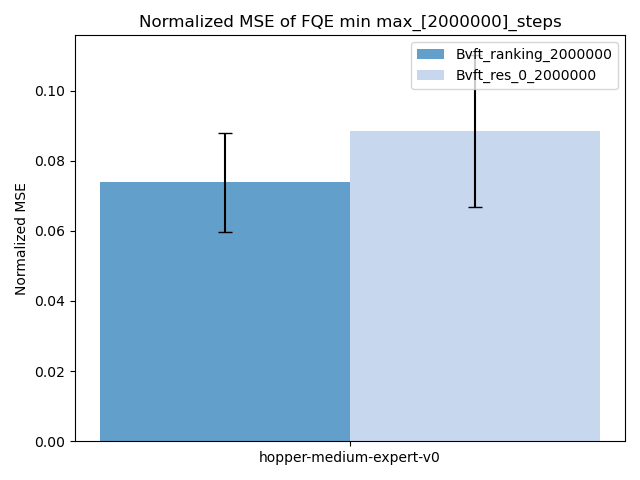 Normalized MSE of FQE min max_[2000000]_steps
Bvft_ranking_2000000
Bvft_res_0_2000000
Normalized MSE
0.10
0.08
0.06
0.04
0.02
0.00
hopper-medium-expert-v0